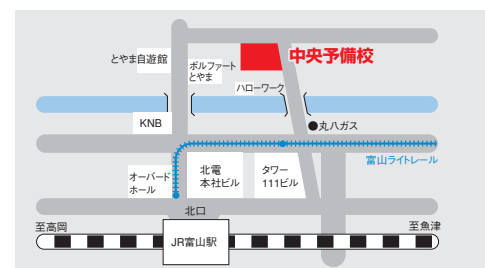 とやま自遊館
ボルファート
とやま
中央予備校
ハローワーク
KNB
丸八ガス
富山ライトレール
オーバード
ホール
北電
本社ビル
タワー
111ビル
北口
至高岡
至魚津
JR富山駅